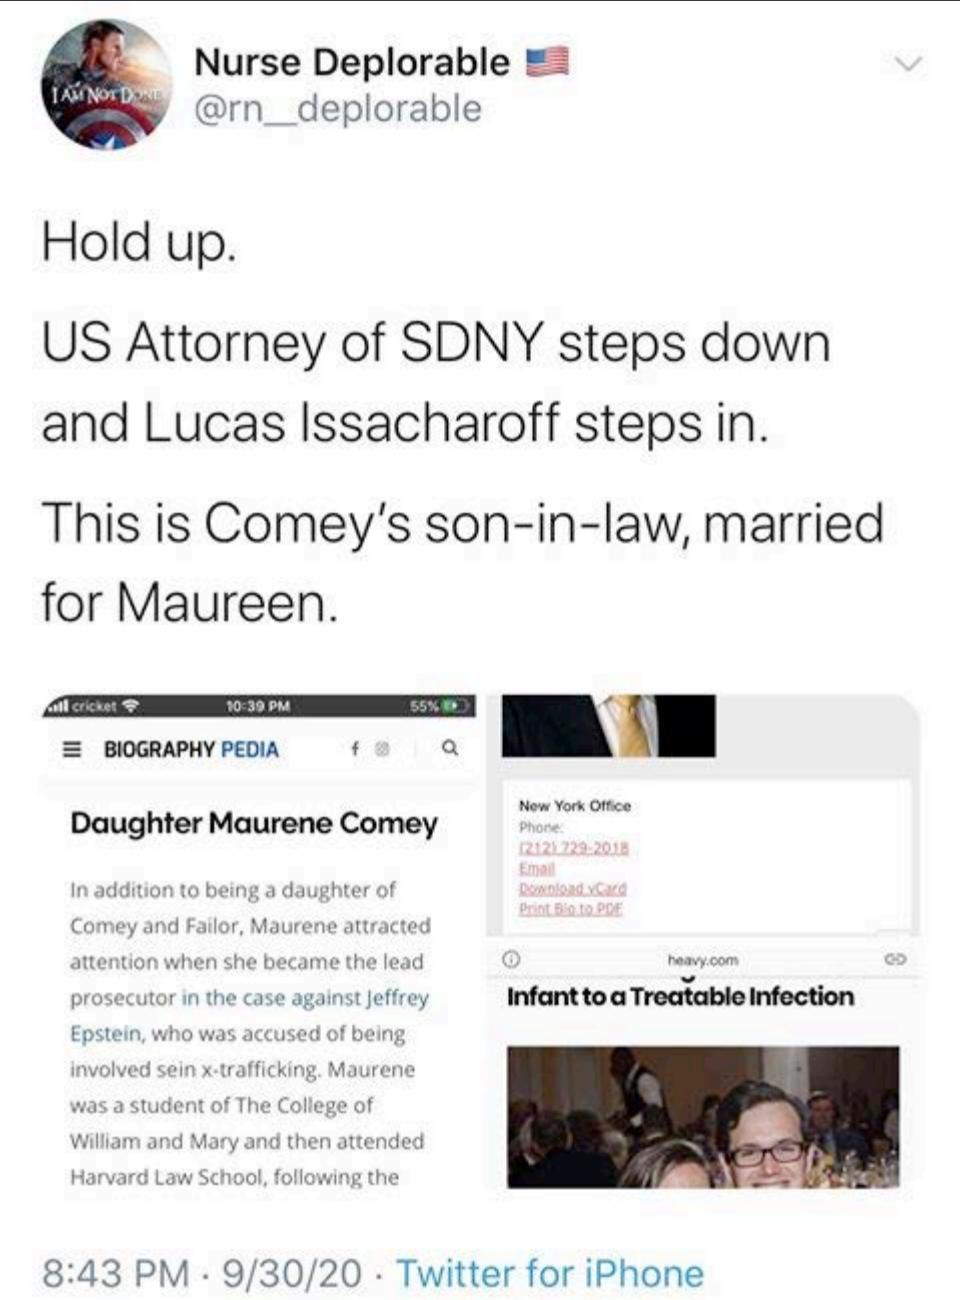 I AM NOT DONE
Nurse Deplorable
@rn__deplorable
Hold up.
US Attorney of SDNY steps down
and Lucas Issacharoff steps in.
This is Comey's son-in-law, married
for Maureen.
cricket 10:39 PM 55%
BIOGRAPHY PEDIA f
Daughter Maurene Comey
In addition to being a daughter of
Comey and Failor, Maurene attracted
attention when she became the lead
prosecutor in the case against Jeffrey
Epstein, who was accused of being
involved sein x-trafficking. Maurene
was a student of The College of
William and Mary and then attended
Harvard Law School, following the
New York Office
Phone:
(212) 729-2018
Email
Download vCard
Print Bio to PDF
heavy.com
Infant to a Treatable Infection
8:43 PM · 9/30/20 · Twitter for iPhone